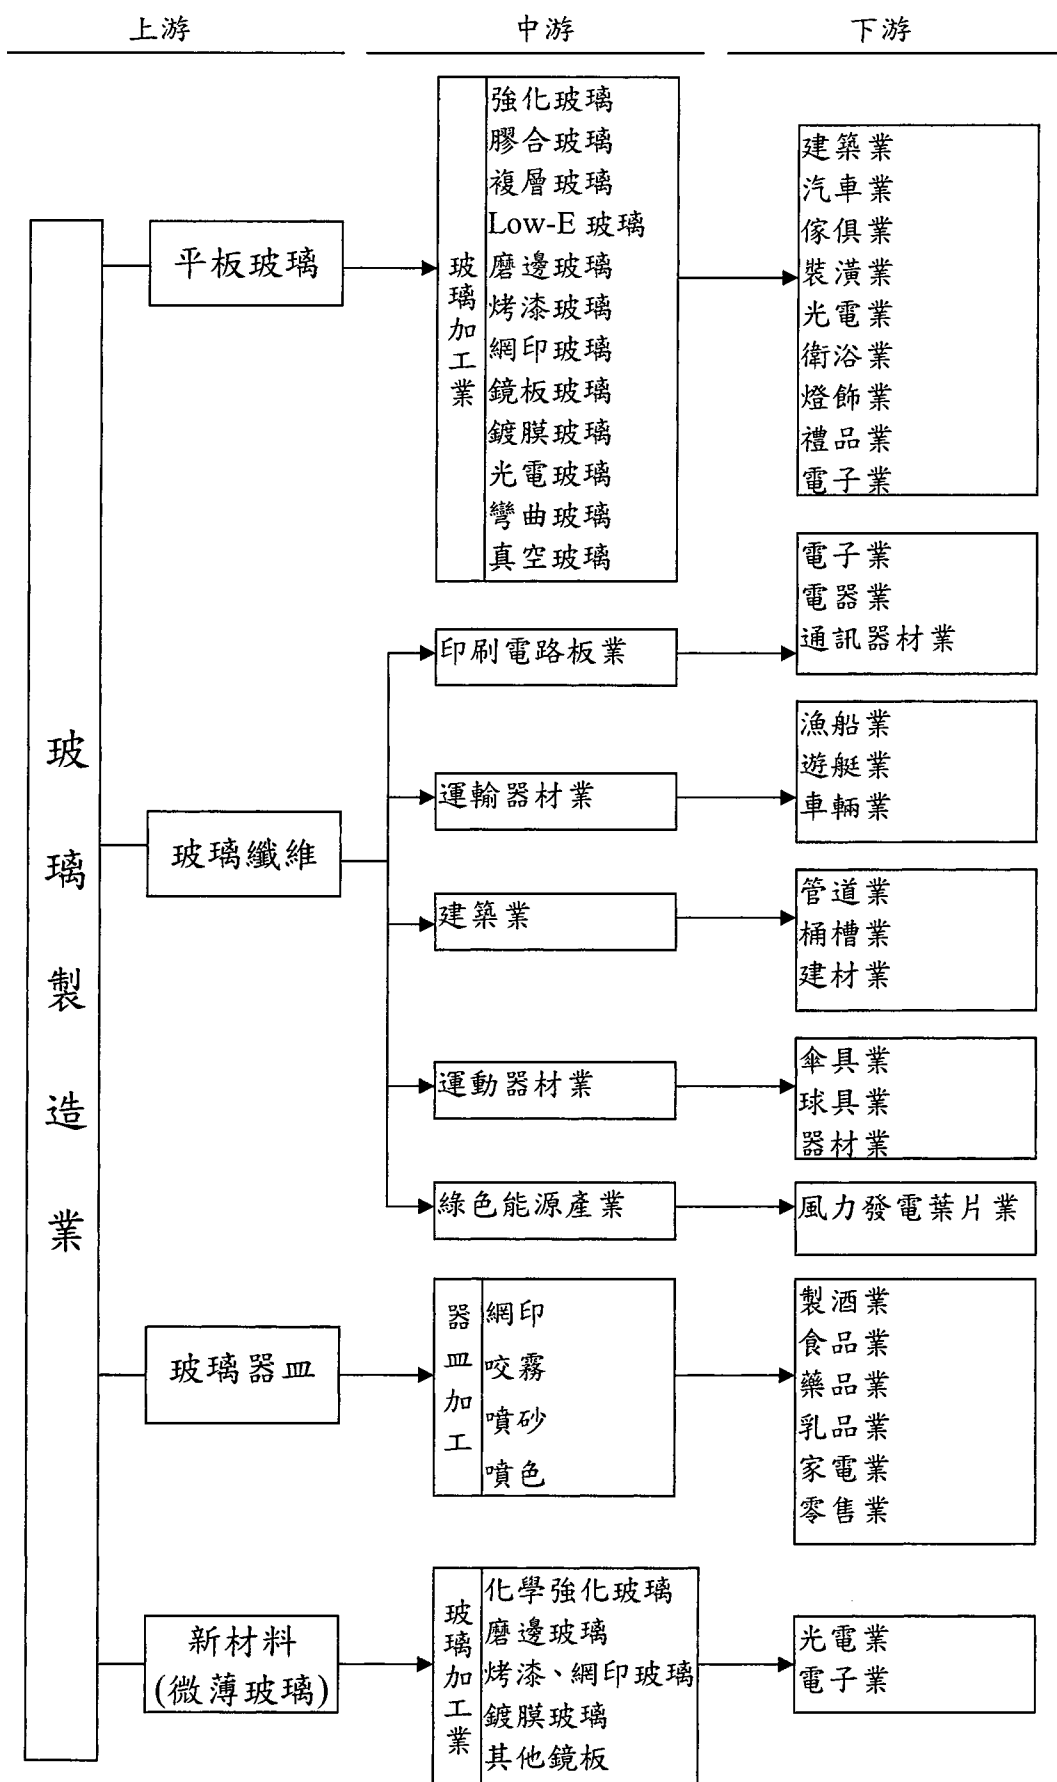 上游
中游
下游
玻璃製造業
平板玻璃
玻璃加工業
強化玻璃
膠合玻璃
複層玻璃
Low-E 玻璃
磨邊玻璃
烤漆玻璃
網印玻璃
鏡板玻璃
鍍膜玻璃
光電玻璃
彎曲玻璃
真空玻璃
建築業
汽車業
傢俱業
裝潢業
光電業
衛浴業
燈飾業
禮品業
電子業
玻璃纖維
印刷電路板業
電子業
電器業
通訊器材業
運輸器材業
漁船業
遊艇業
車輛業
建築業
管道業
桶槽業
建材業
運動器材業
傘具業
球具業
器材業
綠色能源產業
風力發電葉片業
玻璃器皿
器皿加工
網印
咬霧
噴砂
噴色
製酒業
食品業
藥品業
乳品業
家電業
零售業
新材料
(微薄玻璃)
玻璃加工業
化學強化玻璃
磨邊玻璃
烤漆、網印玻璃
鍍膜玻璃
其他鏡板
光電業
電子業